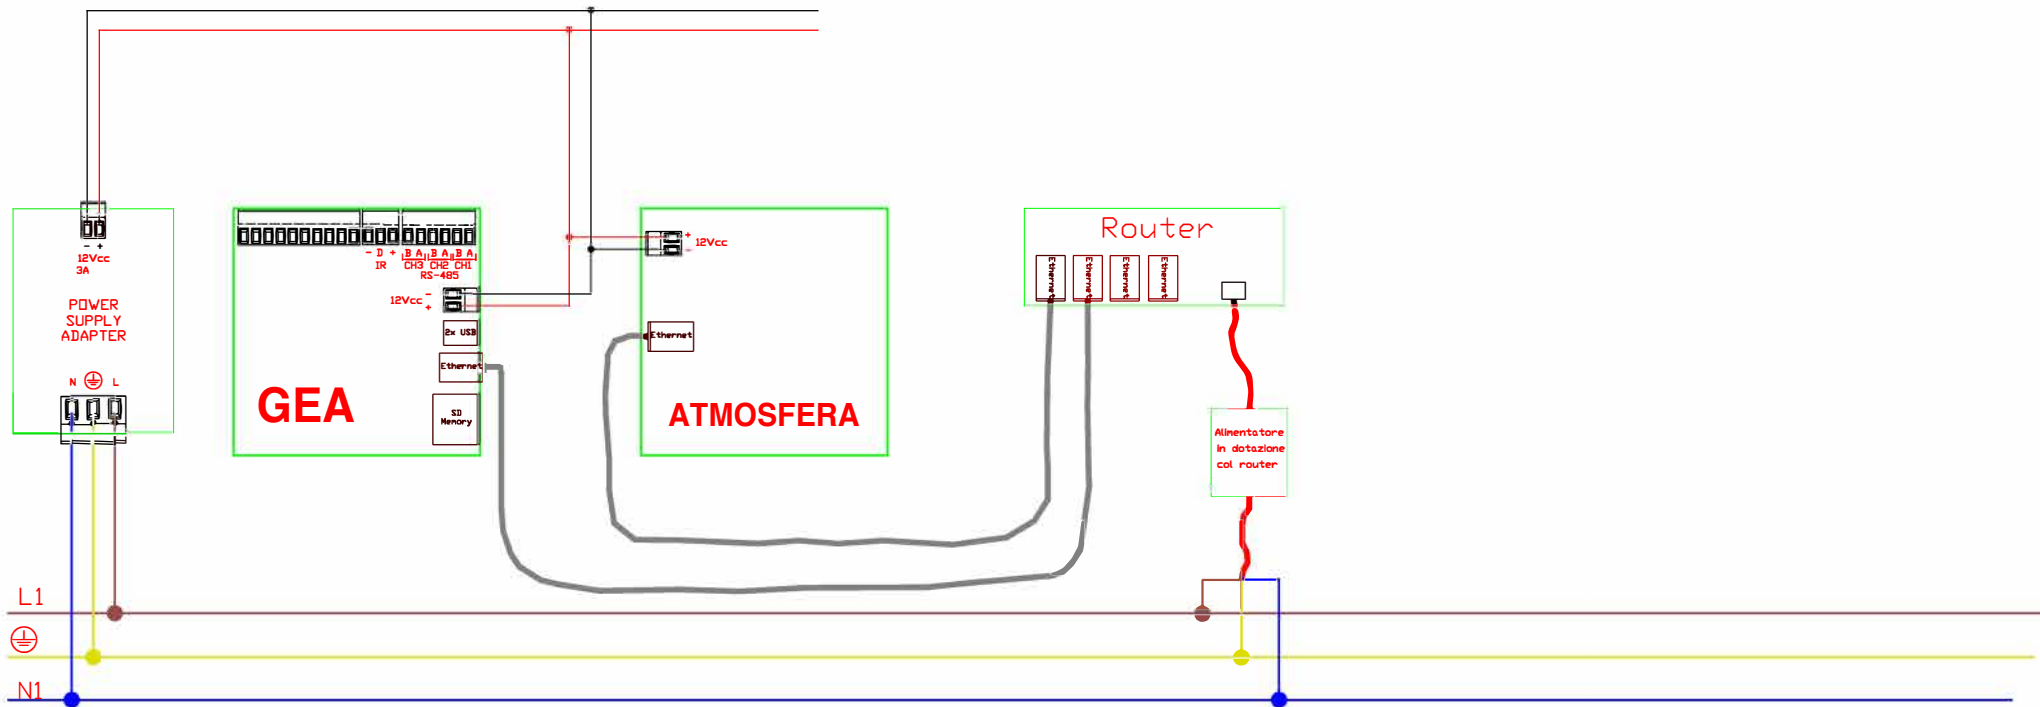 - +
12Vcc
3A
POWER
SUPPLY
ADAPTER
N L
- D +
IR
B A B A B A
CH3 CH2 CH1
RS-485
12Vcc
-
+
2x USB
Ethernet
SD
Memory
GEA
+
12Vcc
-
Ethernet
ATMOSFERA
Router
Ethernet
Ethernet
Ethernet
Ethernet
Alimentatore
in dotazione
col router
L1
N1